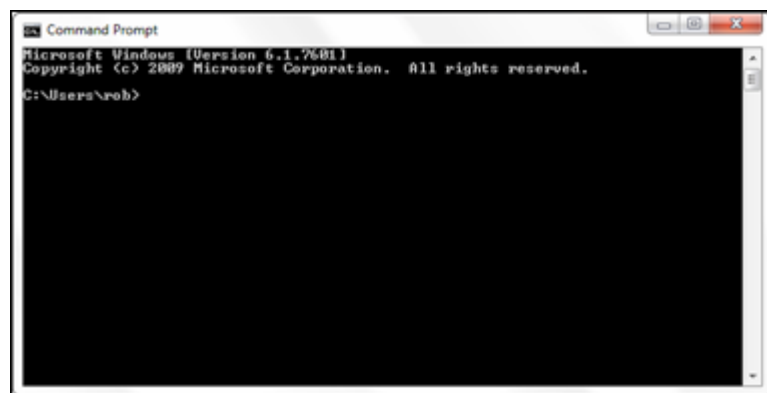 Command Prompt
Microsoft Windows [Version 6.1.7601]
Copyright (c) 2009 Microsoft Corporation.  All rights reserved.
C:\Users\rob>